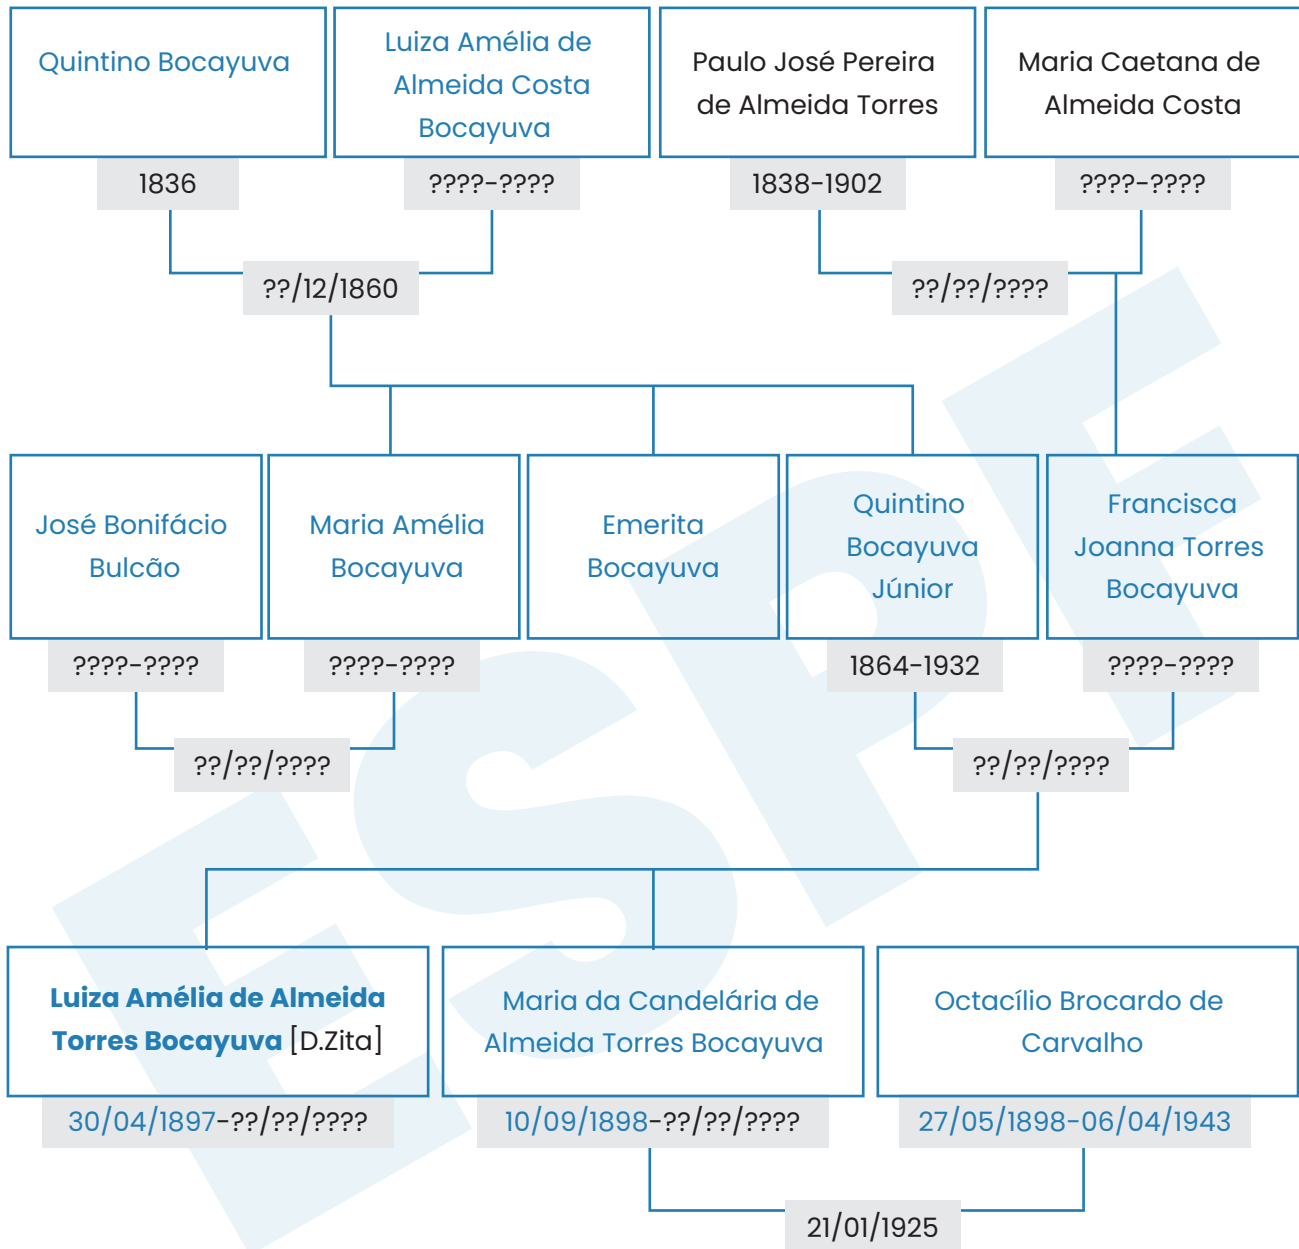 Quintino Bocayuva
Luiza Amélia de
Almeida Costa
Bocayuva
Paulo José Pereira
de Almeida Torres
Maria Caetana de
Almeida Costa
1836
????-????
1838-1902
????-????
??/12/1860
??/??/????
José Bonifácio
Bulcão
Maria Amélia
Bocayuva
Emerita
Bocayuva
Quintino
Bocayuva
Júnior
Francisca
Joanna Torres
Bocayuva
????-????
????-????
1864-1932
????-????
??/??/????
??/??/????
Luiza Amélia de Almeida
Torres Bocayuva [D.Zita]
Maria da Candelária de
Almeida Torres Bocayuva
Octacílio Brocardo de
Carvalho
30/04/1897-??/??/????
10/09/1898-??/??/????
27/05/1898-06/04/1943
21/01/1925
ESPF